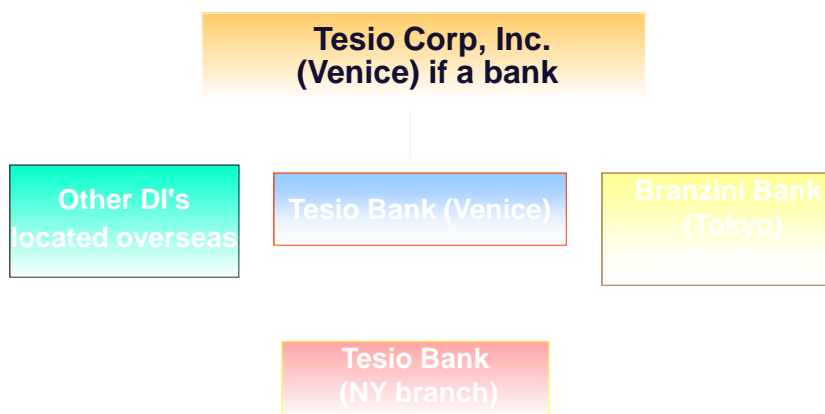 Tesio Corp, Inc.
(Venice) if a bank
Other DI's
located overseas
Tesio Bank (Venice)
Branzini Bank
(Tokyo)
subsidiary
Tesio Bank
(NY branch)